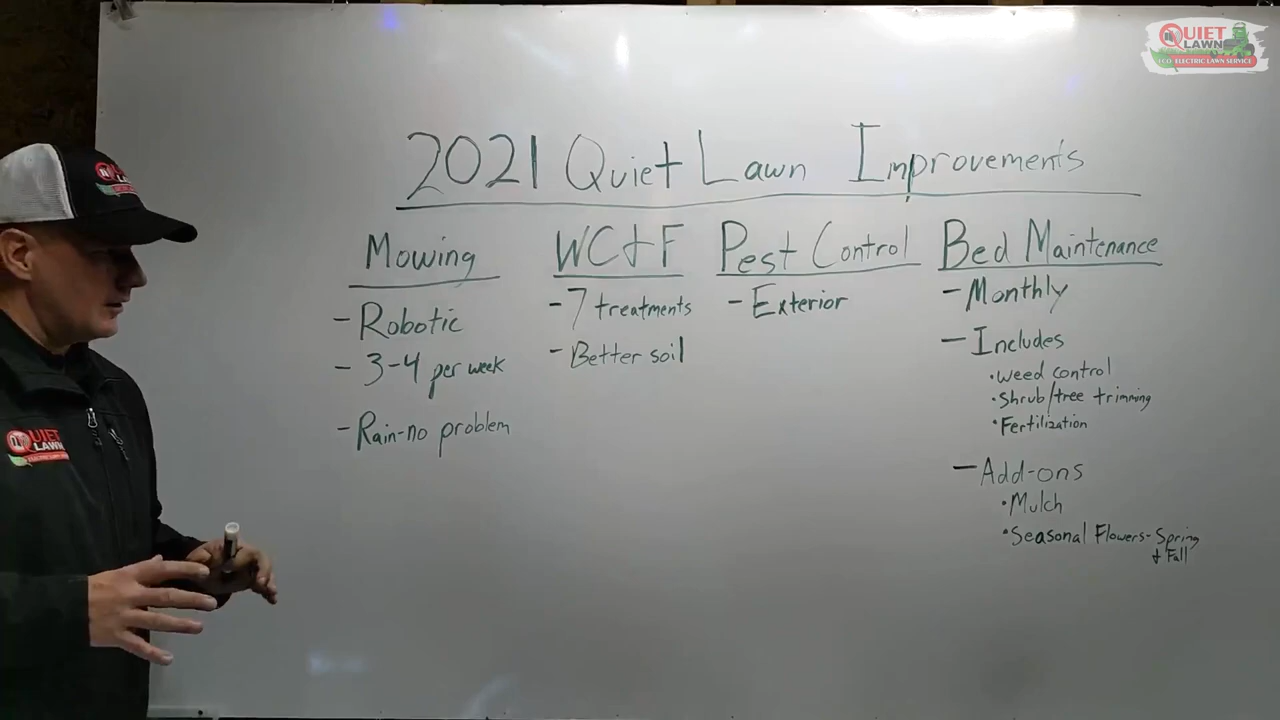 QUIET
LAWN
ECO-ELECTRIC LAWN SERVICE
2021 Quiet Lawn Improvements
Mowing
- Robotic
- 3-4 per week
- Rain-no problem
WC & F
- 7 treatments
- Better soil
Pest Control
- Exterior
Bed Maintenance
- Monthly
- Includes
• weed control
• Shrub/tree trimming
• Fertilization
- Add-ons
• Mulch
• Seasonal Flowers-Spring
& Fall
QUIET
LAWN